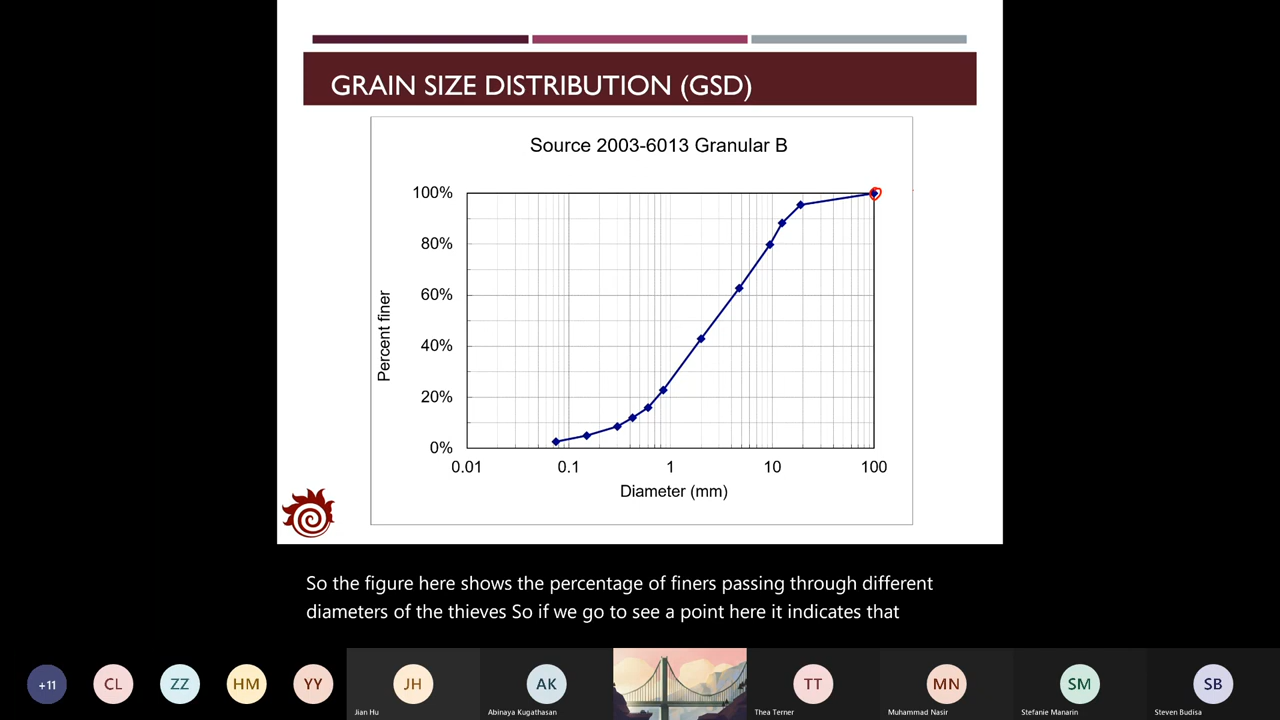 GRAIN SIZE DISTRIBUTION (GSD)
Source 2003-6013 Granular B
100%
80%
60%
40%
20%
0%
Percent finer
0.01 0.1 1 10 100
Diameter (mm)
So the figure here shows the percentage of finers passing through different
diameters of the thieves So if we go to see a point here it indicates that
+11 CL ZZ HM YY JH AK TT MN SM SB
Jian Hu Abinaya Kugathasan Thea Terner Muhammad Nasir Stefanie Manarin Steven Budisa